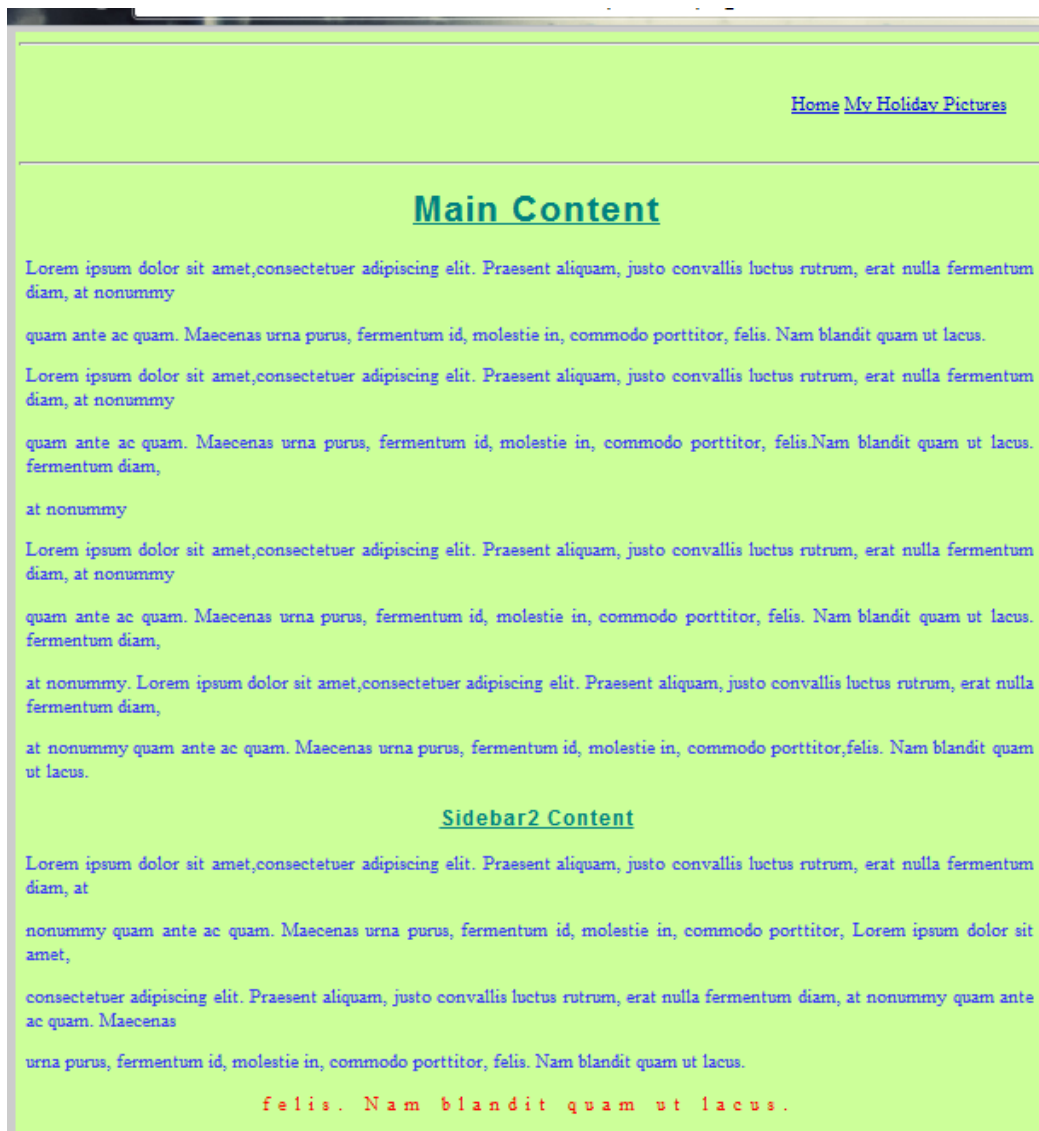 Home My Holiday Pictures
Main Content
Lorem ipsum dolor sit amet,consectetuer adipiscing elit. Praesent aliquam, justo convallis luctus rutrum, erat nulla fermentum
diam, at nonummy
quam ante ac quam. Maecenas urna purus, fermentum id, molestie in, commodo porttitor, felis. Nam blandit quam ut lacus.
Lorem ipsum dolor sit amet,consectetuer adipiscing elit. Praesent aliquam, justo convallis luctus rutrum, erat nulla fermentum
diam, at nonummy
quam ante ac quam. Maecenas urna purus, fermentum id, molestie in, commodo porttitor, felis.Nam blandit quam ut lacus.
fermentum diam,
at nonummy
Lorem ipsum dolor sit amet,consectetuer adipiscing elit. Praesent aliquam, justo convallis luctus rutrum, erat nulla fermentum
diam, at nonummy
quam ante ac quam. Maecenas urna purus, fermentum id, molestie in, commodo porttitor, felis. Nam blandit quam ut lacus.
fermentum diam,
at nonummy. Lorem ipsum dolor sit amet,consectetuer adipiscing elit. Praesent aliquam, justo convallis luctus rutrum, erat nulla
fermentum diam,
at nonummy quam ante ac quam. Maecenas urna purus, fermentum id, molestie in, commodo porttitor,felis. Nam blandit quam
ut lacus.
Sidebar2 Content
Lorem ipsum dolor sit amet,consectetuer adipiscing elit. Praesent aliquam, justo convallis luctus rutrum, erat nulla fermentum
diam, at
nonummy quam ante ac quam. Maecenas urna purus, fermentum id, molestie in, commodo porttitor, Lorem ipsum dolor sit
amet,
consectetuer adipiscing elit. Praesent aliquam, justo convallis luctus rutrum, erat nulla fermentum diam, at nonummy quam ante
ac quam. Maecenas
urna purus, fermentum id, molestie in, commodo porttitor, felis. Nam blandit quam ut lacus.
felis. Nam blandit quam ut lacus.